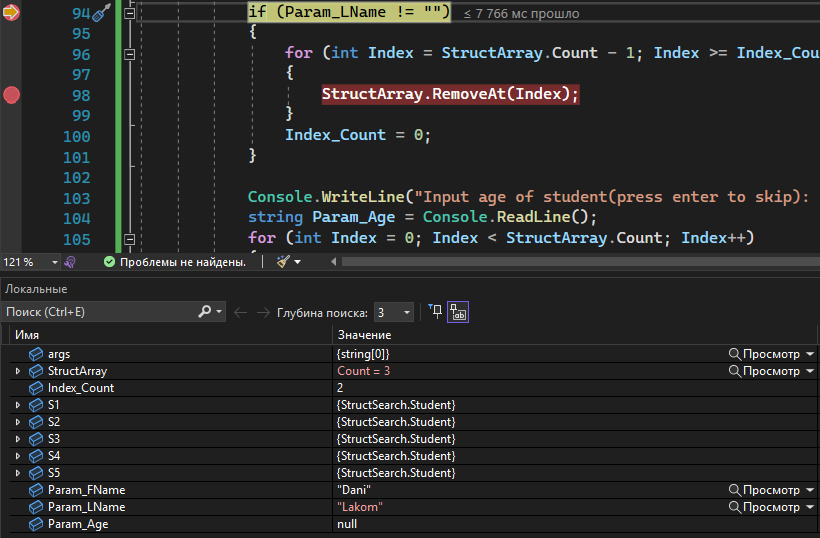 94 if (Param_LName != "") ≤ 7 766 мс прошло
95 {
96 for (int Index = StructArray.Count - 1; Index >= Index_Cou
97 {
98 StructArray.RemoveAt(Index);
99 }
100 Index_Count = 0;
101 }
102
103 Console.WriteLine("Input age of student(press enter to skip):
104 string Param_Age = Console.ReadLine();
105 for (int Index = 0; Index < StructArray.Count; Index++)
121 % Проблемы не найдены.
Локальные
Поиск (Ctrl+E) Глубина поиска: 3
Имя Значение
args {string[0]} Просмотр
StructArray Count = 3 Просмотр
Index_Count 2
S1 {StructSearch.Student}
S2 {StructSearch.Student}
S3 {StructSearch.Student}
S4 {StructSearch.Student}
S5 {StructSearch.Student}
Param_FName "Dani" Просмотр
Param_LName "Lakom" Просмотр
Param_Age null